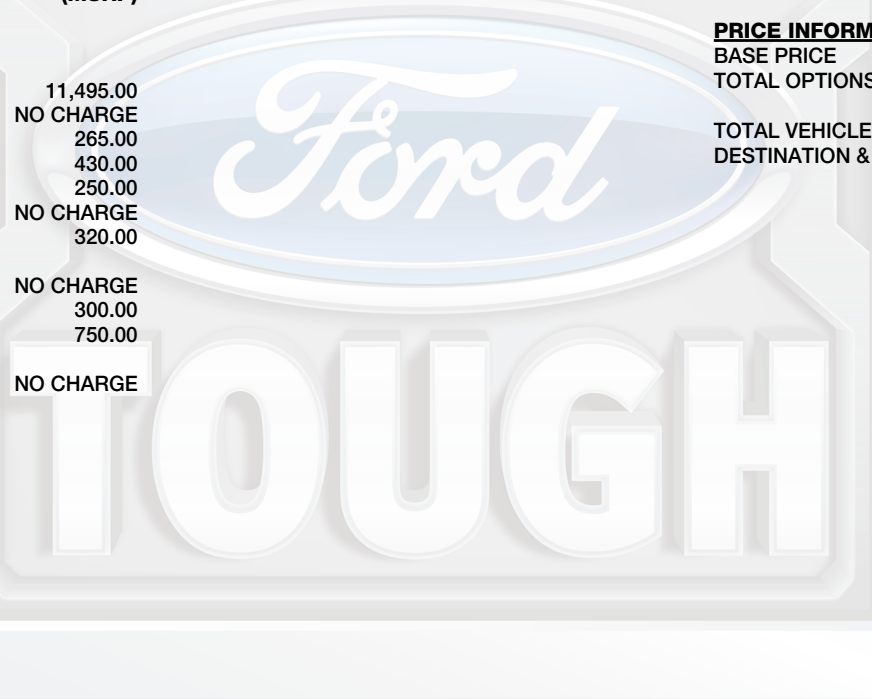 11,495.00
NO CHARGE
265.00
430.00
250.00
NO CHARGE
320.00
NO CHARGE
300.00
750.00
NO CHARGE
BASE PRICE
TOTAL OPTIONS
TOTAL VEHICLE
DESTINATION &
PRICE INFORM
Ford
TOUGH